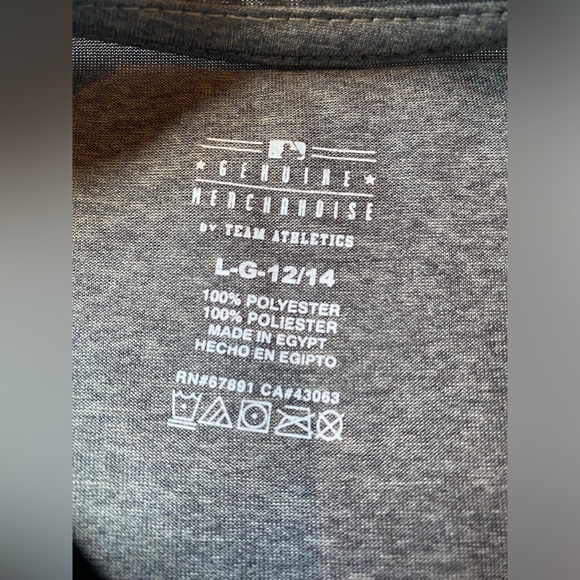 GENUINE
MERCHANDISE
BY TEAM ATHLETICS
L-G-12/14
100% POLYESTER
100% POLIESTER
MADE IN EGYPT
HECHO EN EGIPTO
RN#67891 CA#43063